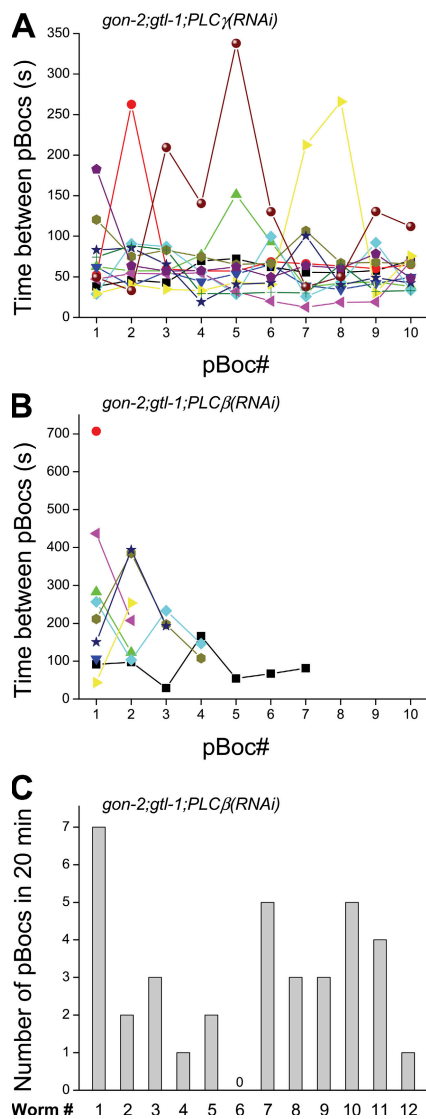 A
gon-2;gtl-1;PLCγ(RNAi)
350
300
250
200
150
100
50
0
Time between pBocs (s)
1 2 3 4 5 6 7 8 9 10
pBoc#
B
gon-2;gtl-1;PLCβ(RNAi)
700
600
500
400
300
200
100
0
Time between pBocs (s)
1 2 3 4 5 6 7 8 9 10
pBoc#
C
gon-2;gtl-1;PLCβ(RNAi)
7
6
5
4
3
2
1
0
Number of pBocs in 20 min
0
Worm # 1 2 3 4 5 6 7 8 9 10 11 12